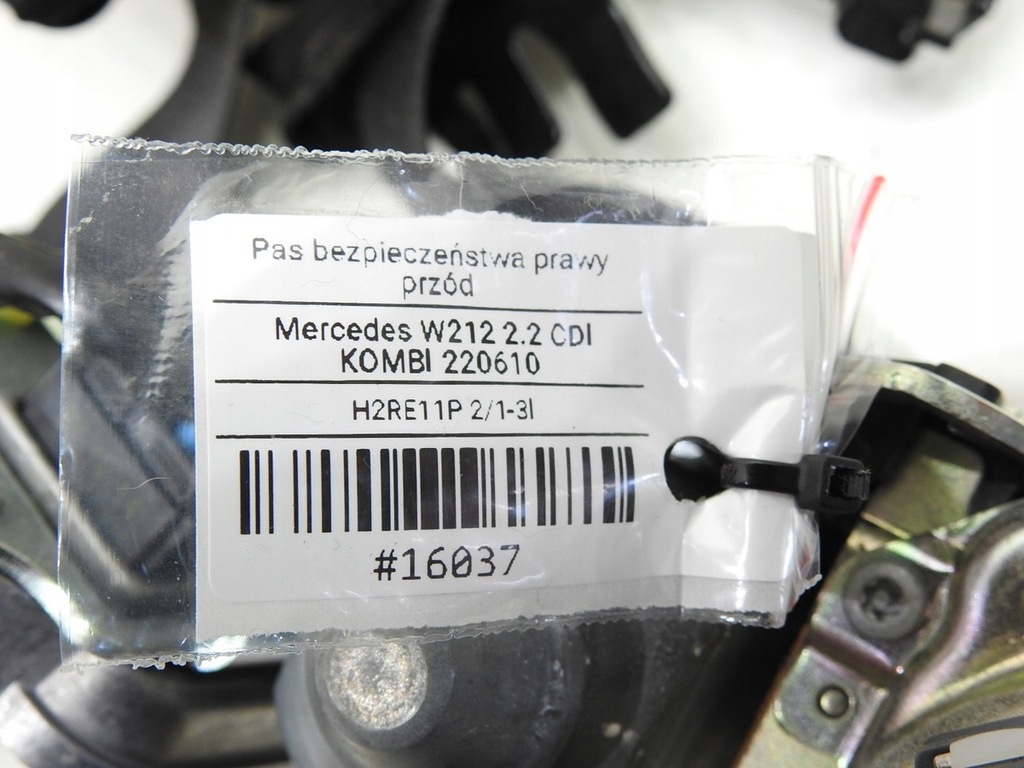 Pas bezpieczeństwa prawy
przód
Mercedes W212 2.2 CDI
KOMBI 220610
H2RE11P 2/1-3I
#16037